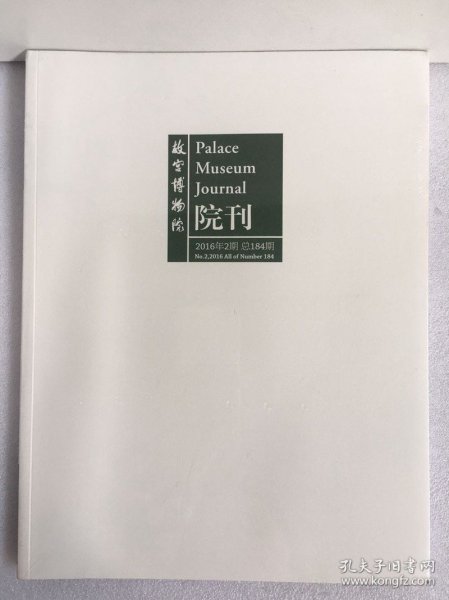 故宫博物院
Palace
Museum
Journal
院刊
2016年2期 总184期
No.2,2016 All of Number 184
孔夫子旧书网
www.kongfz.com